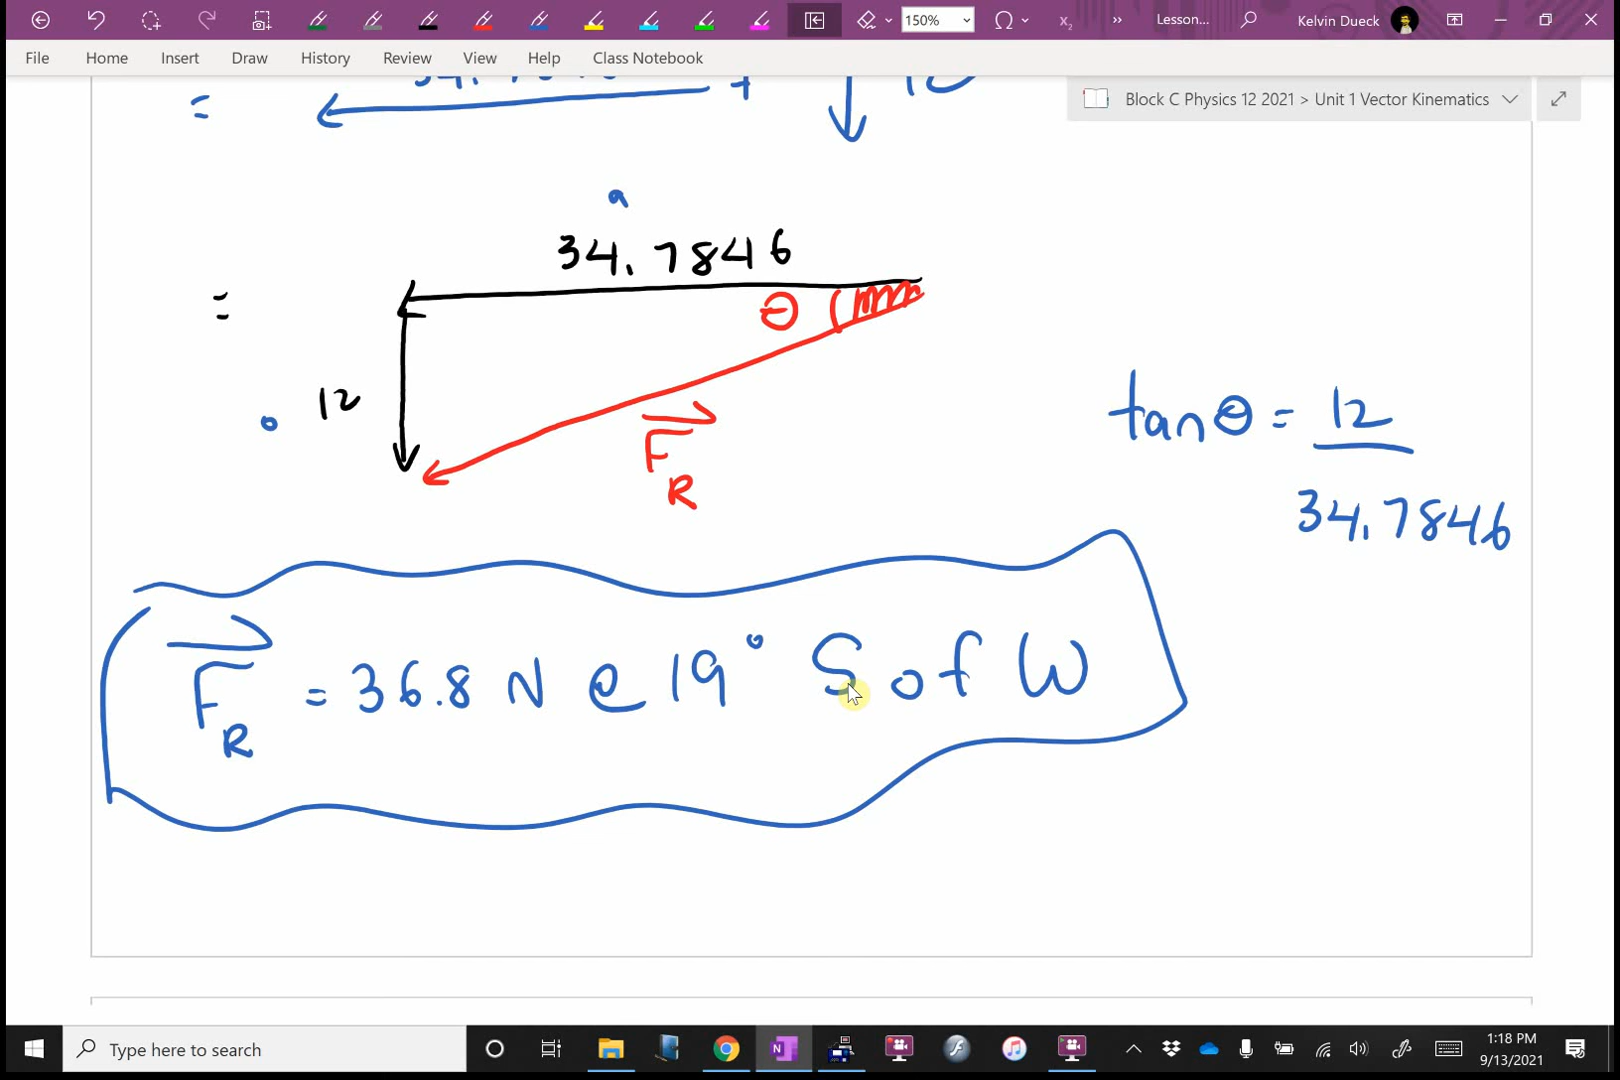 150%
Lesson...
Kelvin Dueck
File Home Insert Draw History Review View Help Class Notebook
Block C Physics 12 2021 > Unit 1 Vector Kinematics
= + 12
a
34.7846
=
θ
o 12
F
R
tanθ = 12
34.7846
F = 36.8 N @ 19° S of W
R
Type here to search
1:18 PM
9/13/2021